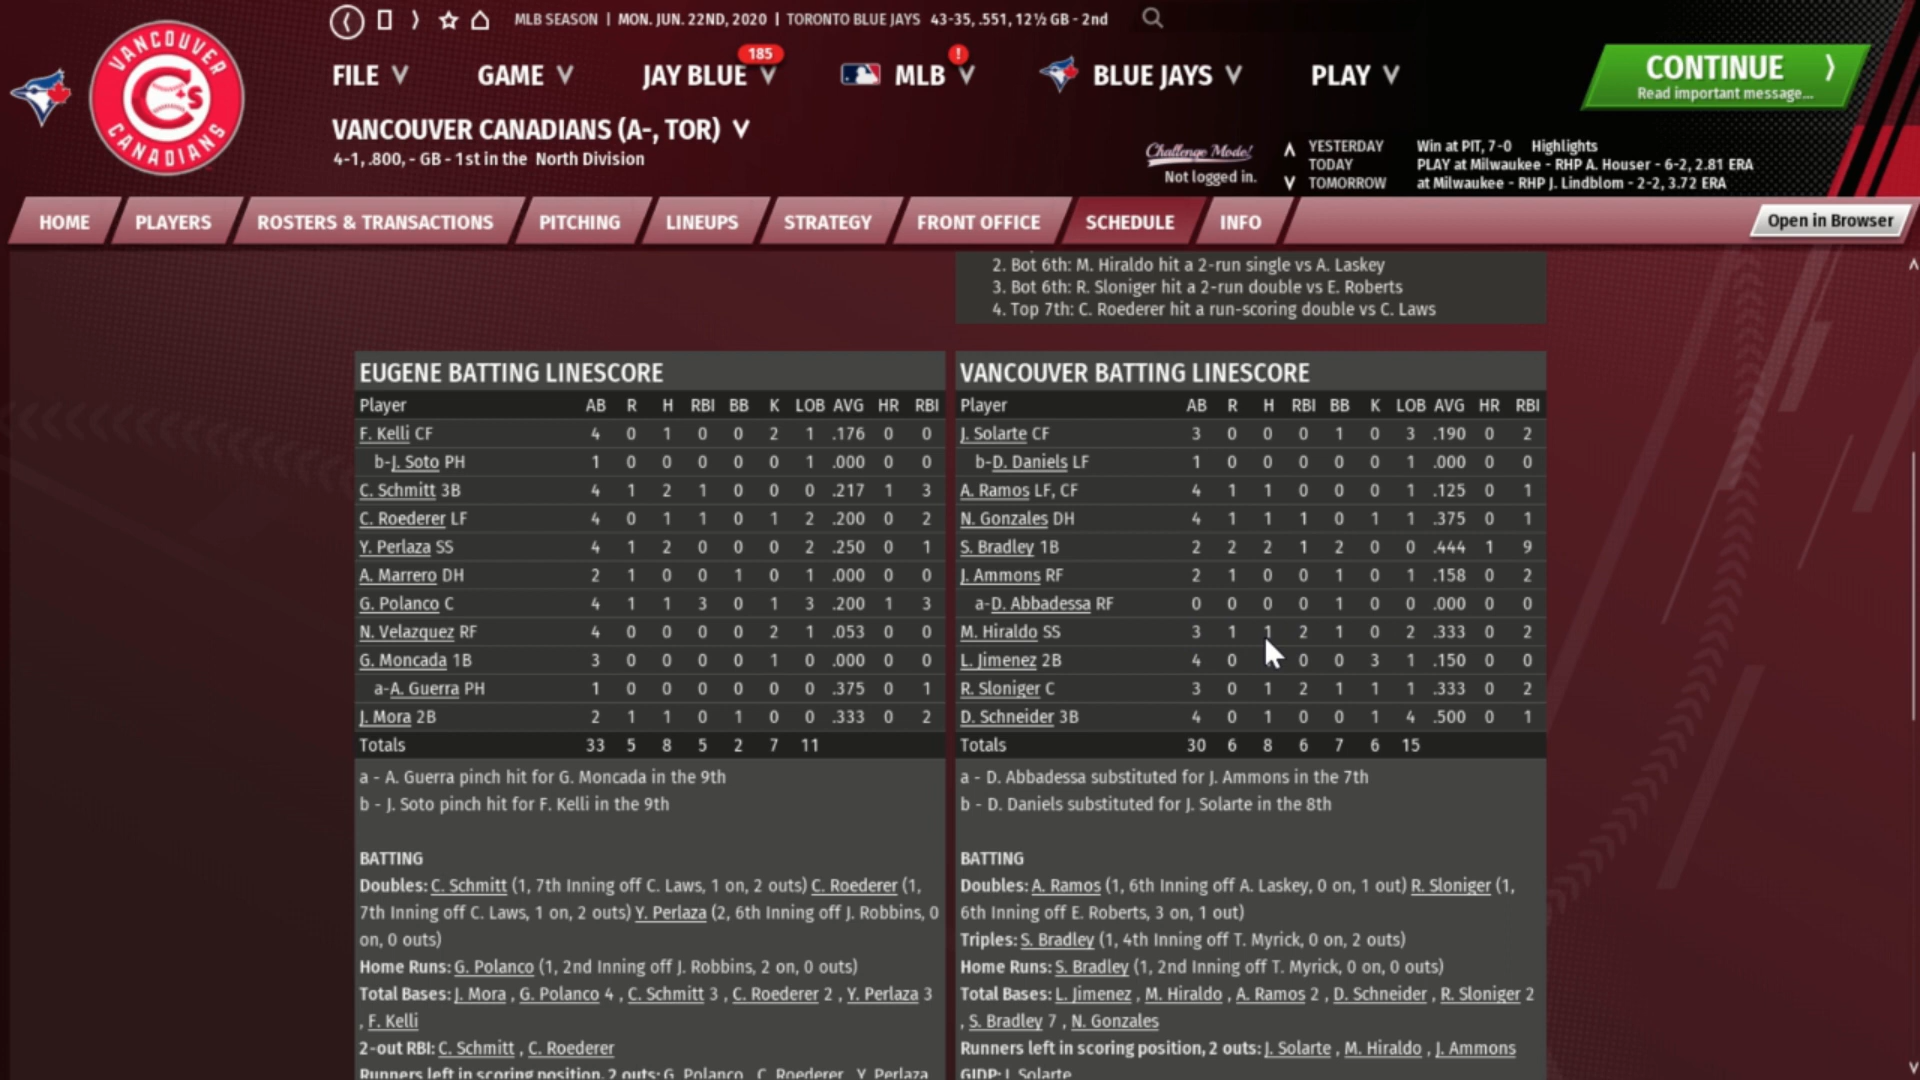 MLB SEASON | MON. JUN. 22ND, 2020 | TORONTO BLUE JAYS 43-35, .551, 12½ GB - 2nd
VANCOUVER
C's
CANADIANS
FILE
GAME
JAY BLUE
185
MLB
!
BLUE JAYS
PLAY
CONTINUE
Read important message...
VANCOUVER CANADIANS (A-, TOR)
4-1, .800, - GB - 1st in the North Division
Challenge Mode!
Not logged in.
YESTERDAY Win at PIT, 7-0 Highlights
TODAY PLAY at Milwaukee - RHP A. Houser - 6-2, 2.81 ERA
TOMORROW at Milwaukee - RHP J. Lindblom - 2-2, 3.72 ERA
HOME PLAYERS ROSTERS & TRANSACTIONS PITCHING LINEUPS STRATEGY FRONT OFFICE SCHEDULE INFO
Open in Browser
2. Bot 6th: M. Hiraldo hit a 2-run single vs A. Laskey
3. Bot 6th: R. Sloniger hit a 2-run double vs E. Roberts
4. Top 7th: C. Roederer hit a run-scoring double vs C. Laws
EUGENE BATTING LINESCORE
Player AB R H RBI BB K LOB AVG HR RBI
F. Kelli CF 4 0 1 0 0 2 1 .176 0 0
b-J. Soto PH 1 0 0 0 0 0 1 .000 0 0
C. Schmitt 3B 4 1 2 1 0 0 0 .217 1 3
C. Roederer LF 4 0 1 1 0 1 2 .200 0 2
Y. Perlaza SS 4 1 2 0 0 0 2 .250 0 1
A. Marrero DH 2 1 0 0 1 0 1 .000 0 0
G. Polanco C 4 1 1 3 0 1 3 .200 1 3
N. Velazquez RF 4 0 0 0 0 2 1 .053 0 0
G. Moncada 1B 3 0 0 0 0 1 0 .000 0 0
a-A. Guerra PH 1 0 0 0 0 0 0 .375 0 1
J. Mora 2B 2 1 1 0 1 0 0 .333 0 2
Totals 33 5 8 5 2 7 11
a - A. Guerra pinch hit for G. Moncada in the 9th
b - J. Soto pinch hit for F. Kelli in the 9th
BATTING
Doubles: C. Schmitt (1, 7th Inning off C. Laws, 1 on, 2 outs) C. Roederer (1,
7th Inning off C. Laws, 1 on, 2 outs) Y. Perlaza (2, 6th Inning off J. Robbins, 0
on, 0 outs)
Home Runs: G. Polanco (1, 2nd Inning off J. Robbins, 2 on, 0 outs)
Total Bases: J. Mora , G. Polanco 4 , C. Schmitt 3 , C. Roederer 2 , Y. Perlaza 3
, F. Kelli
2-out RBI: C. Schmitt , C. Roederer
Runners left in scoring position, 2 outs: G. Polanco , C. Roederer , Y. Perlaza
VANCOUVER BATTING LINESCORE
Player AB R H RBI BB K LOB AVG HR RBI
J. Solarte CF 3 0 0 0 1 0 3 .190 0 2
b-D. Daniels LF 1 0 0 0 0 0 1 .000 0 0
A. Ramos LF, CF 4 1 1 0 0 0 1 .125 0 1
N. Gonzales DH 4 1 1 1 0 1 1 .375 0 1
S. Bradley 1B 2 2 2 1 2 0 0 .444 1 9
J. Ammons RF 2 1 0 0 1 0 1 .158 0 2
a-D. Abbadessa RF 0 0 0 0 1 0 0 .000 0 0
M. Hiraldo SS 3 1 1 2 1 0 2 .333 0 2
L. Jimenez 2B 4 0 0 0 3 1 .150 0 0
R. Sloniger C 3 0 1 2 1 1 1 .333 0 2
D. Schneider 3B 4 0 1 0 0 1 4 .500 0 1
Totals 30 6 8 6 7 6 15
a - D. Abbadessa substituted for J. Ammons in the 7th
b - D. Daniels substituted for J. Solarte in the 8th
BATTING
Doubles: A. Ramos (1, 6th Inning off A. Laskey, 0 on, 1 out) R. Sloniger (1,
6th Inning off E. Roberts, 3 on, 1 out)
Triples: S. Bradley (1, 4th Inning off T. Myrick, 0 on, 2 outs)
Home Runs: S. Bradley (1, 2nd Inning off T. Myrick, 0 on, 0 outs)
Total Bases: L. Jimenez , M. Hiraldo , A. Ramos 2 , D. Schneider , R. Sloniger 2
, S. Bradley 7 , N. Gonzales
Runners left in scoring position, 2 outs: J. Solarte , M. Hiraldo , J. Ammons
GIDP: J. Solarte